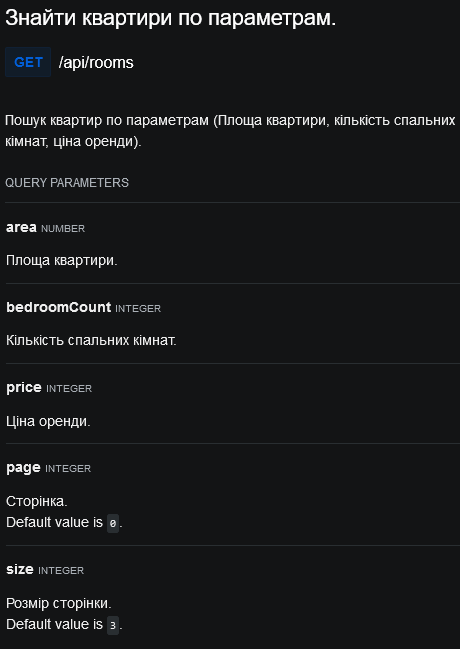 Знайти квартири по параметрам.
GET /api/rooms
Пошук квартир по параметрам (Площа квартири, кількість спальних
кімнат, ціна оренди).
QUERY PARAMETERS
area NUMBER
Площа квартири.
bedroomCount INTEGER
Кількість спальних кімнат.
price INTEGER
Ціна оренди.
page INTEGER
Сторінка.
Default value is 0.
size INTEGER
Розмір сторінки.
Default value is 3.